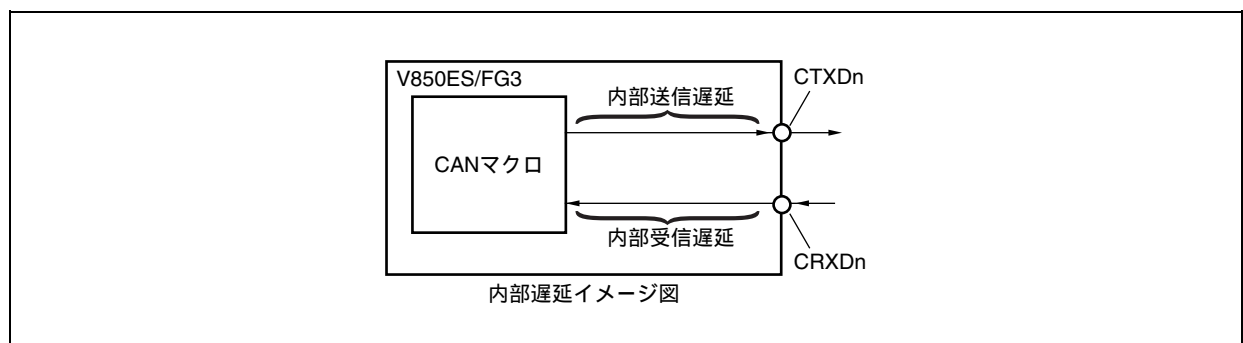 V850ES/FG3
CTXDn
内部送信遅延
CANマクロ
内部受信遅延
CRXDn
内部遅延イメージ図